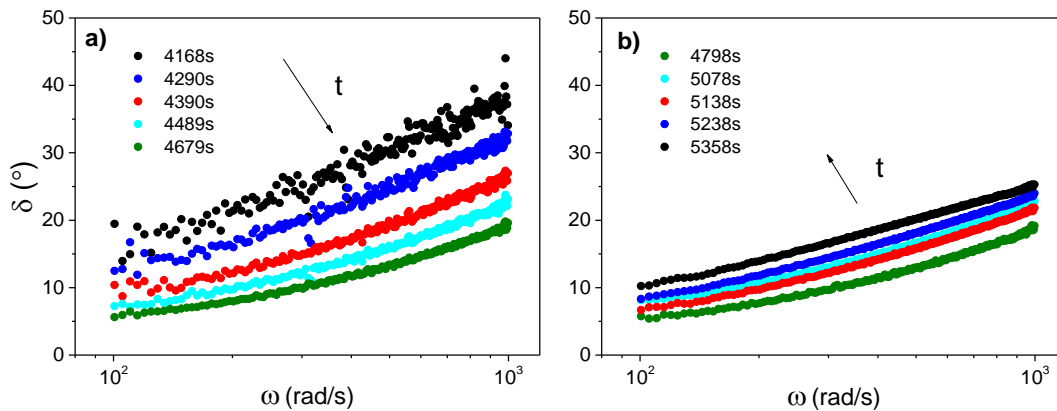 a)
50
40
30
20
10
0
4168s
4290s
4390s
4489s
4679s
t
δ (°)
10²
10³
ω (rad/s)
b)
50
40
30
20
10
0
4798s
5078s
5138s
5238s
5358s
t
10²
10³
ω (rad/s)